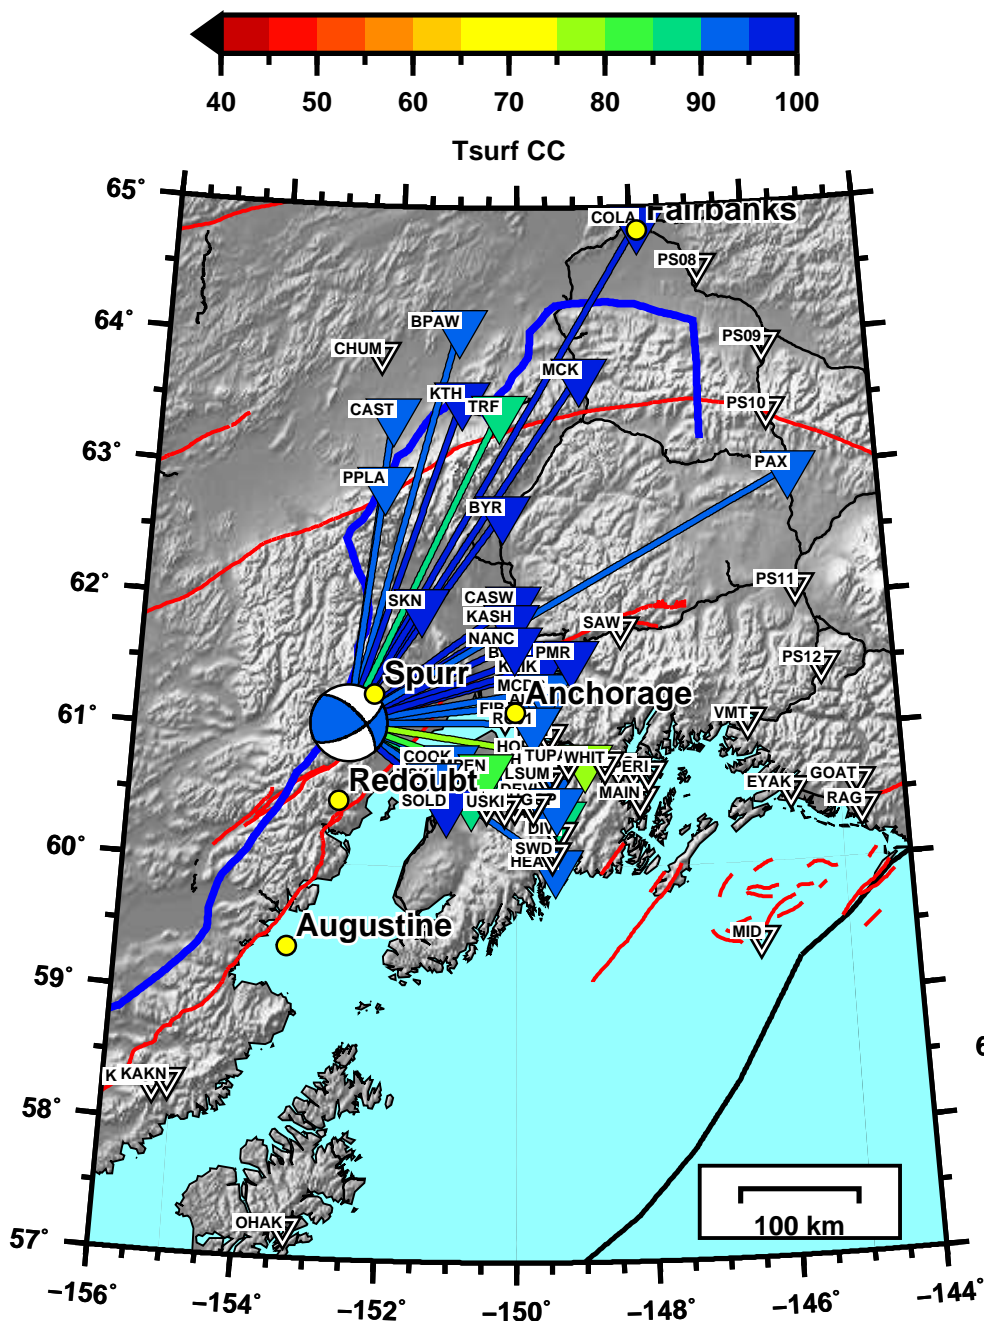 40 50 60 70 80 90 100
Tsurf CC
65°
64°
63°
62°
61°
60°
59°
58°
57°
COLA
Fairbanks
PS08
BPAW
CHUM
PS09
MCK
KTH
TRF
CAST
PS10
PAX
PPLA
BYR
PS11
CASW
SKN
KASH
SAW
NANC
PMR
PS12
Spurr
Anchorage
VMT
COOK
WHIT
ERI
GOAT
EYAK
Redoubt
LSUM
MAIN
RAG
SOLD
USKI
SWD
HEA
Augustine
MID
6
K
KAKN
OHAK
100 km
−156° −154° −152° −150° −148° −146° −144°